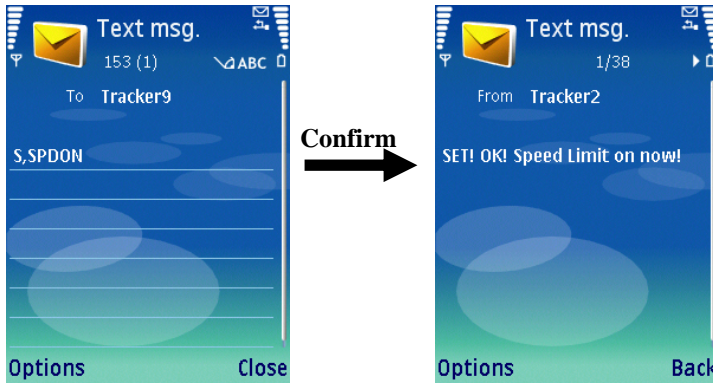 Text msg.
153 (1) ABC
To Tracker9
S,SPDON
Options Close
Confirm
Text msg.
1/38
From Tracker2
SET! OK! Speed Limit on now!
Options Back